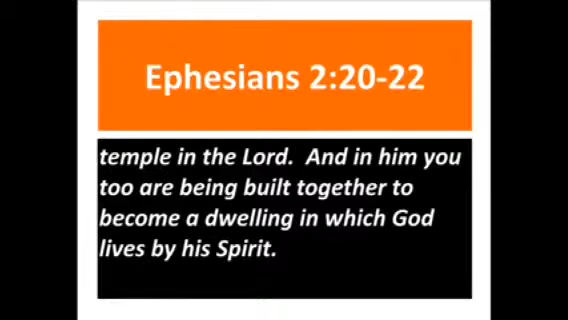 Ephesians 2:20-22
temple in the Lord.  And in him you
too are being built together to
become a dwelling in which God
lives by his Spirit.